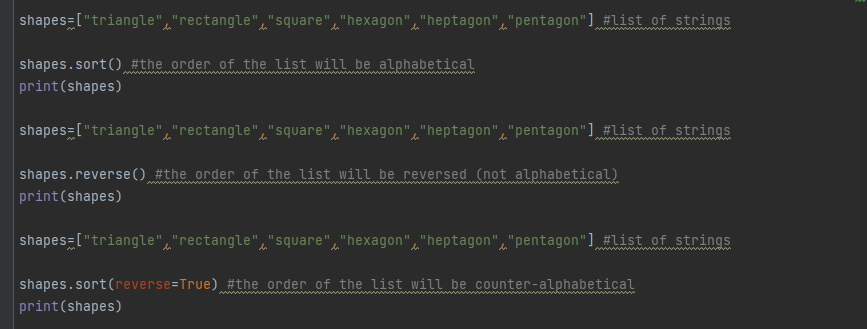 shapes=["triangle","rectangle","square","hexagon","heptagon","pentagon"] #list of strings
shapes.sort() #the order of the list will be alphabetical
print(shapes)
shapes=["triangle","rectangle","square","hexagon","heptagon","pentagon"] #list of strings
shapes.reverse() #the order of the list will be reversed (not alphabetical)
print(shapes)
shapes=["triangle","rectangle","square","hexagon","heptagon","pentagon"] #list of strings
shapes.sort(reverse=True) #the order of the list will be counter-alphabetical
print(shapes)